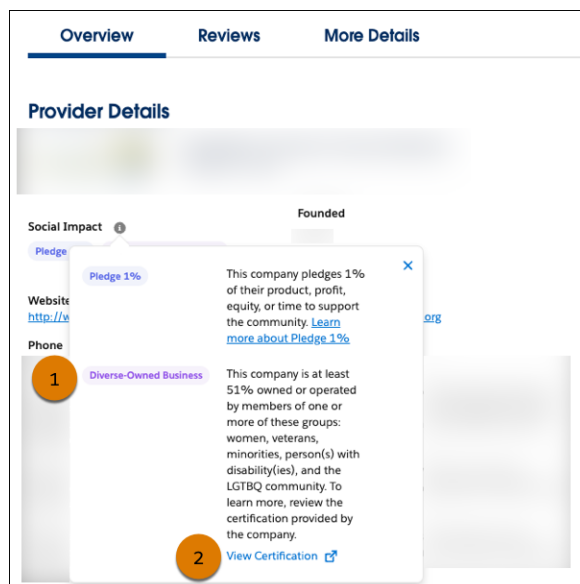 Overview Reviews More Details
Provider Details
Social Impact
Founded
Pledge
Pledge 1%
This company pledges 1%
of their product, profit,
equity, or time to support
the community. Learn
more about Pledge 1%
Website
http://w
org
Phone
1
Diverse-Owned Business
This company is at least
51% owned or operated
by members of one or
more of these groups:
women, veterans,
minorities, person(s) with
disability(ies), and the
LGTBQ community. To
learn more, review the
certification provided by
the company.
2
View Certification